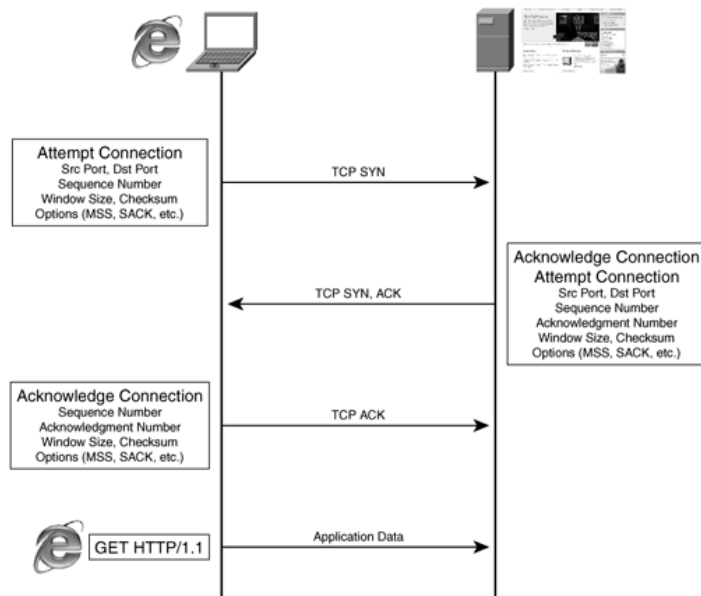 Attempt Connection
Src Port, Dst Port
Sequence Number
Window Size, Checksum
Options (MSS, SACK, etc.)
TCP SYN
Acknowledge Connection
Attempt Connection
Src Port, Dst Port
Sequence Number
Acknowledgment Number
Window Size, Checksum
Options (MSS, SACK, etc.)
TCP SYN, ACK
Acknowledge Connection
Sequence Number
Acknowledgment Number
Window Size, Checksum
Options (MSS, SACK, etc.)
TCP ACK
GET HTTP/1.1
Application Data